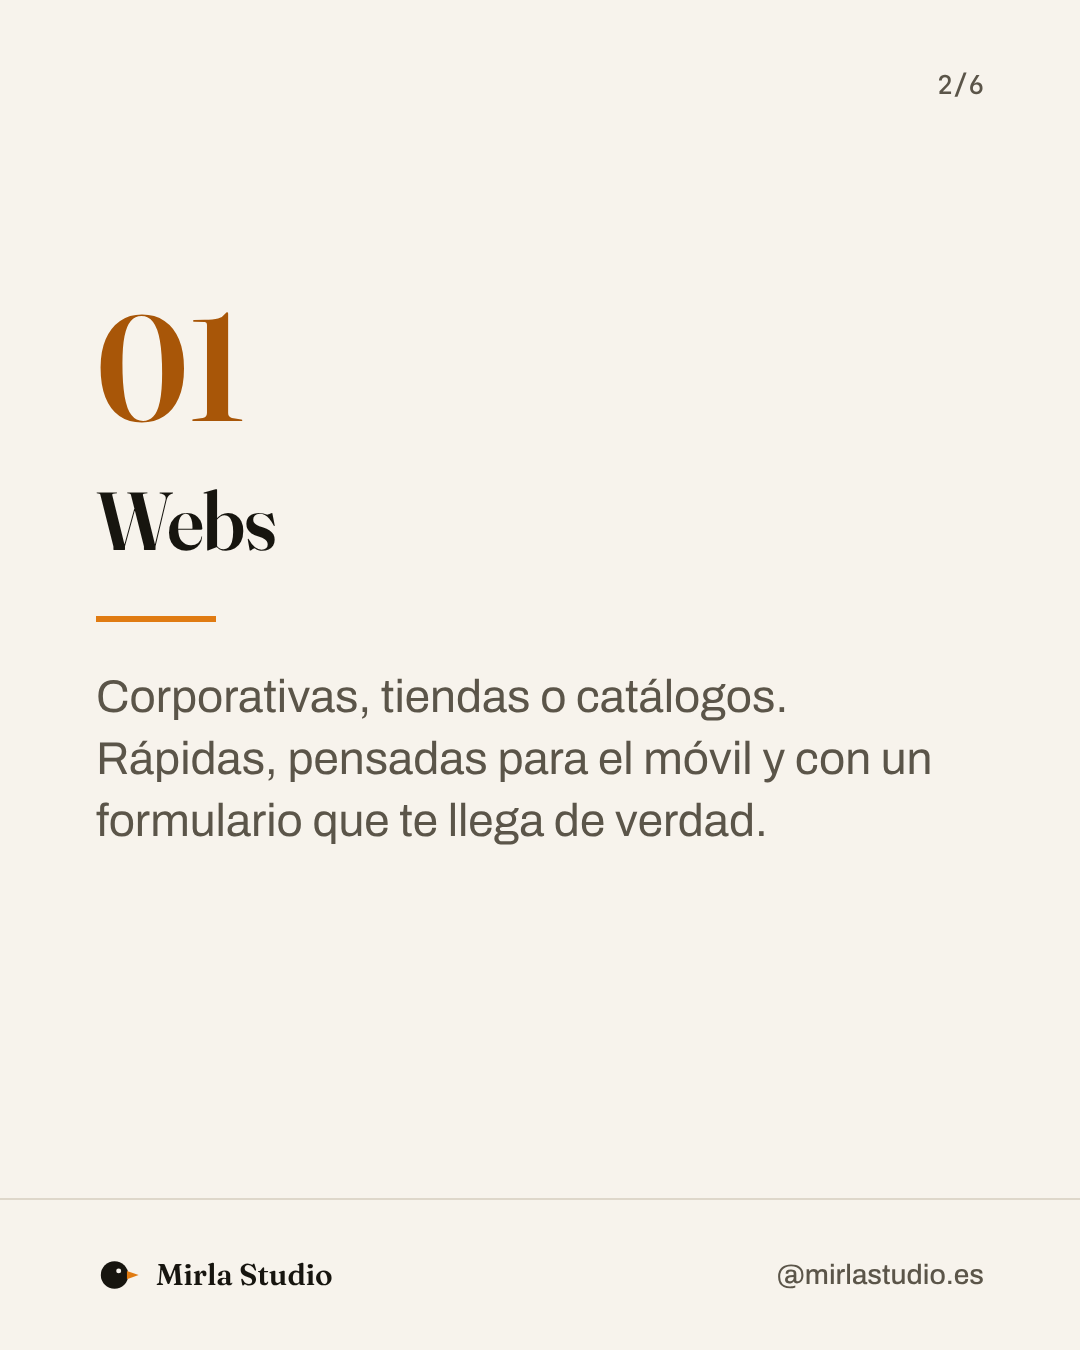 2/6
01
Webs
Corporativas, tiendas o catálogos.
Rápidas, pensadas para el móvil y con un
formulario que te llega de verdad.
Mirla Studio
@mirlastudio.es